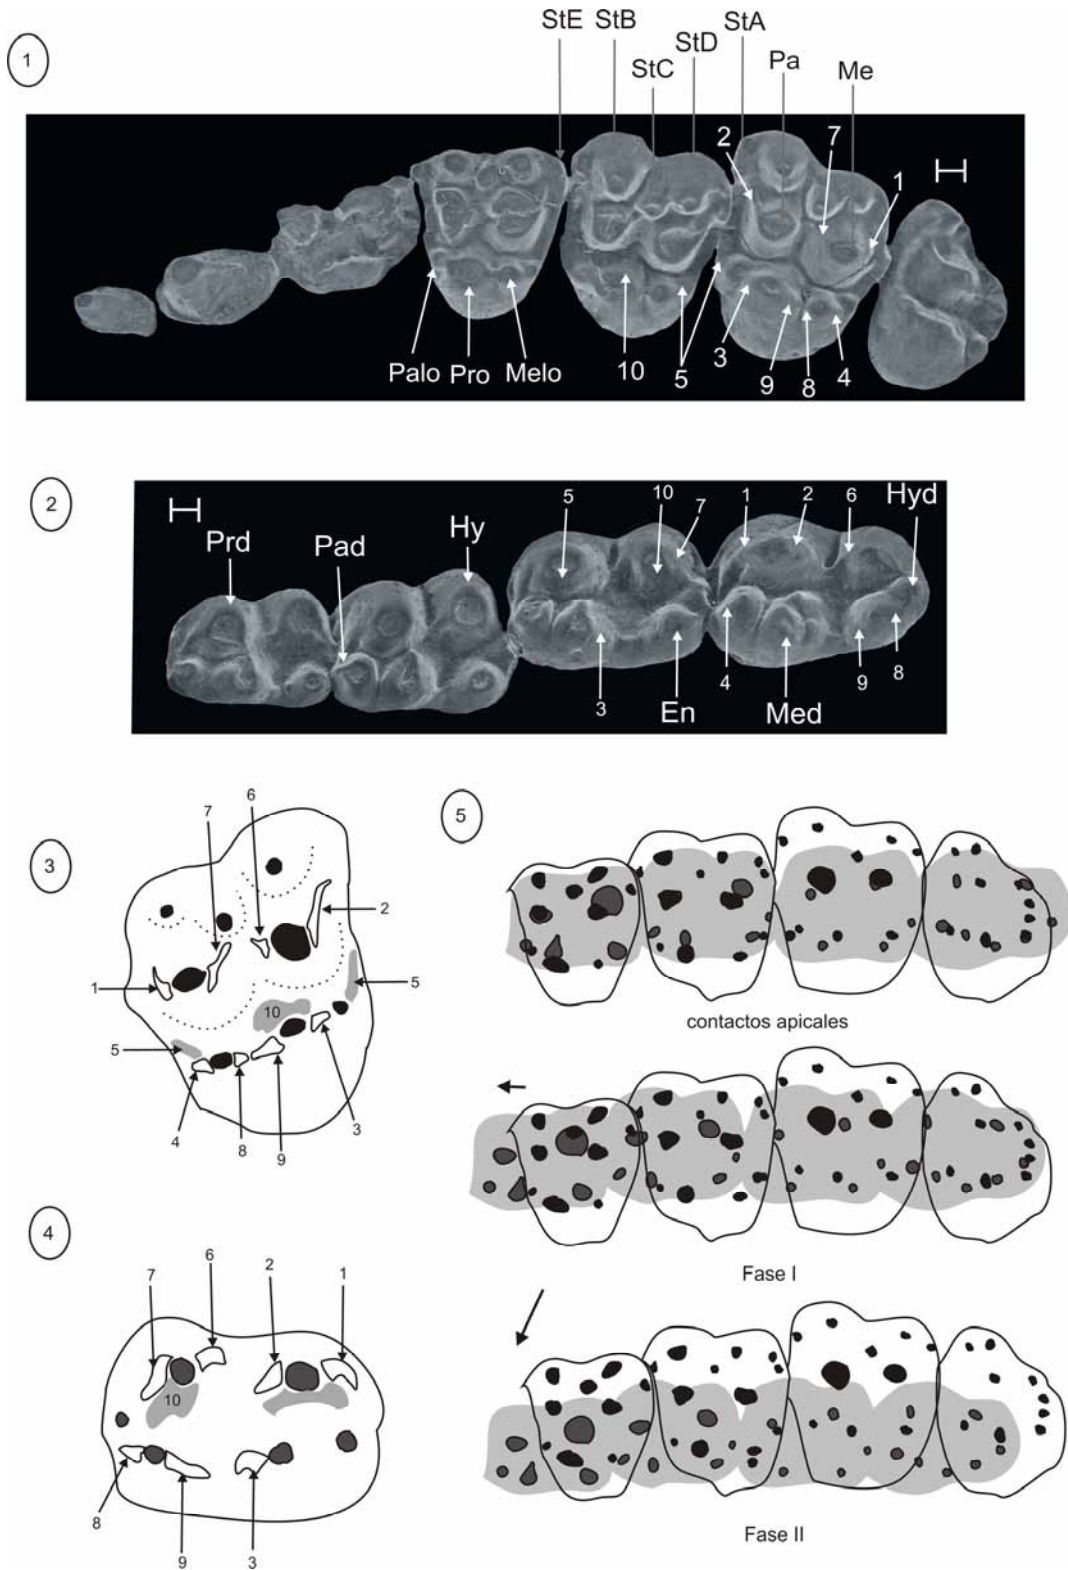 1
StE StB StA
StC StD Pa Me
2 7 1
Palo Pro Melo 10 5 3 9 8 4
2
Prd Pad Hy 5 10 7 1 2 6 Hyd
3 En 4 Med 9 8
3
7 6 2
1 5
10
5
4 8 9 3
4
7 6 2 1
10
8 9 3
5
contactos apicales
Fase I
Fase II